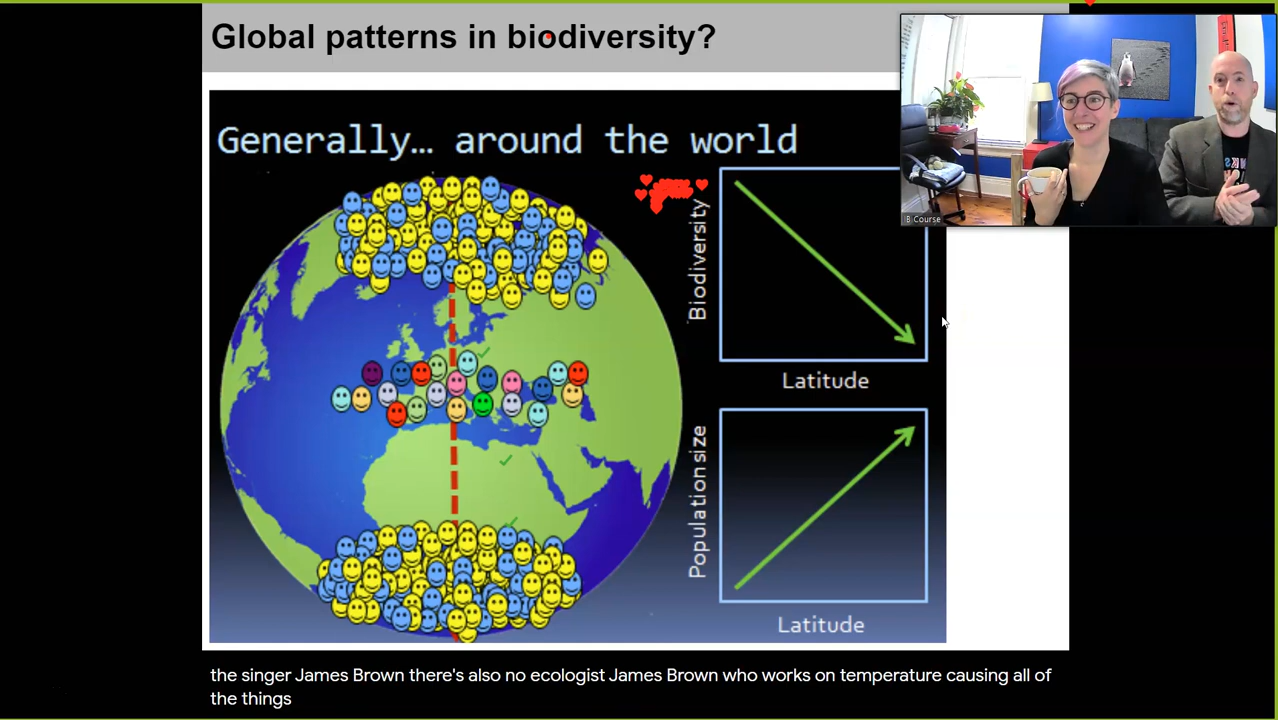 Global patterns in biodiversity?
Generally… around the world
Biodiversity
Latitude
Population size
Latitude
B Course
the singer James Brown there's also no ecologist James Brown who works on temperature causing all of
the things